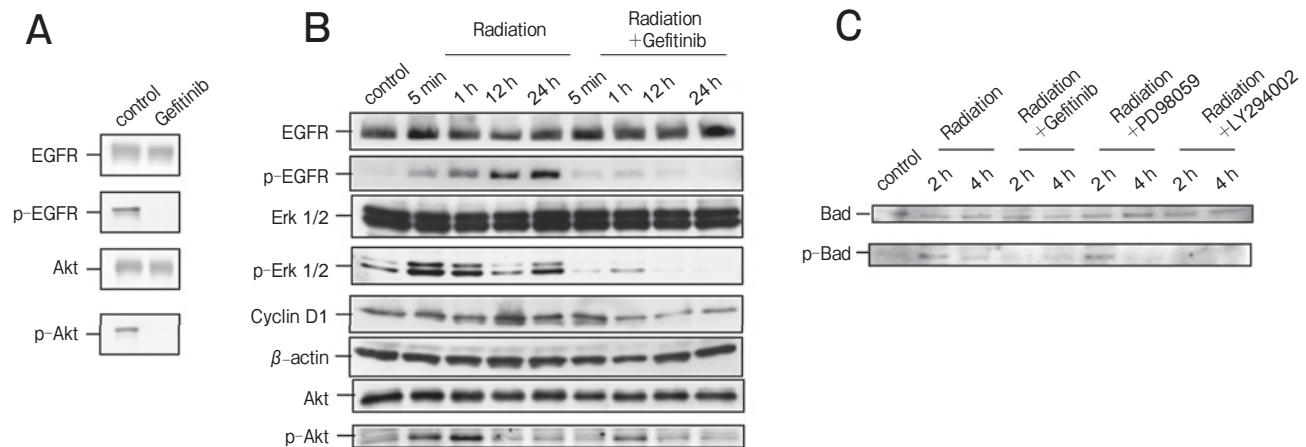 A
control
Gefitinib
EGFR
p-EGFR
Akt
p-Akt
B
Radiation
Radiation
+Gefitinib
control
5 min
1 h
12 h
24 h
5 min
1 h
12 h
24 h
EGFR
p-EGFR
Erk 1/2
p-Erk 1/2
Cyclin D1
β-actin
Akt
p-Akt
C
Radiation
Radiation
+Gefitinib
Radiation
+PD98059
Radiation
+LY294002
control
2 h
4 h
2 h
4 h
2 h
4 h
2 h
4 h
Bad
p-Bad